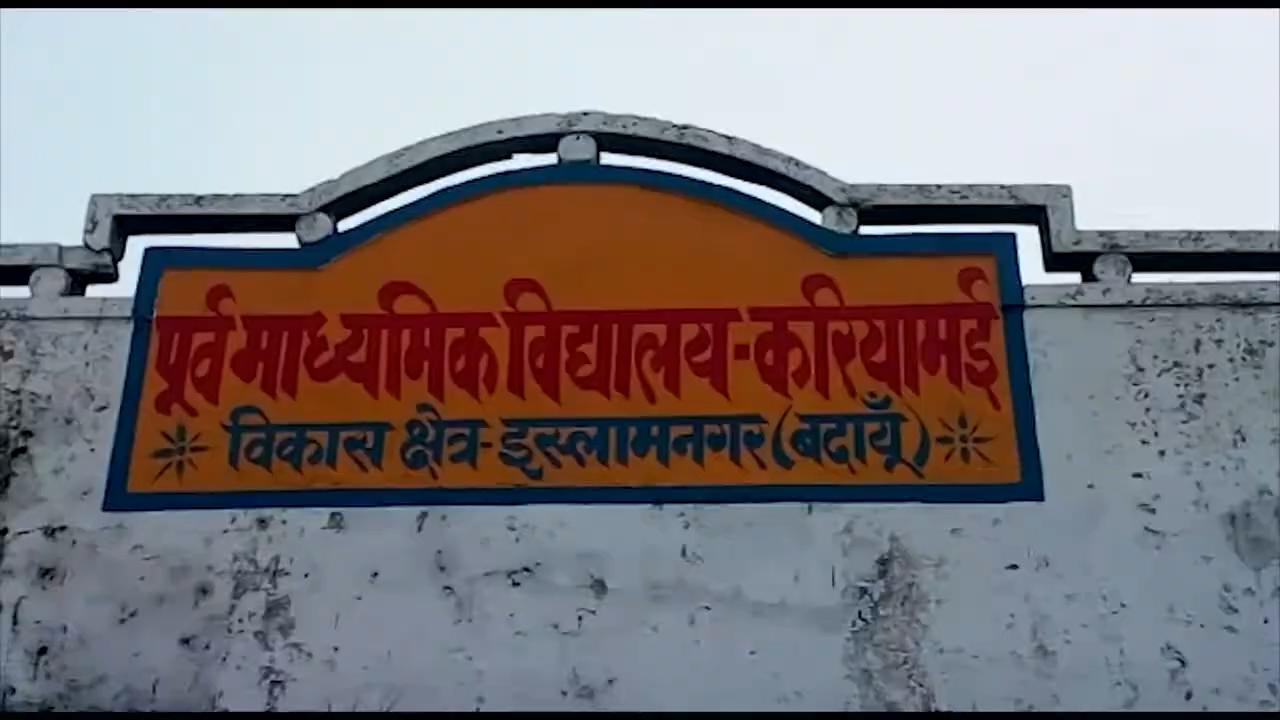 पूर्व माध्यमिक विद्यालय-करियामई
विकास क्षेत्र-इस्लामनगर(बदायूँ)